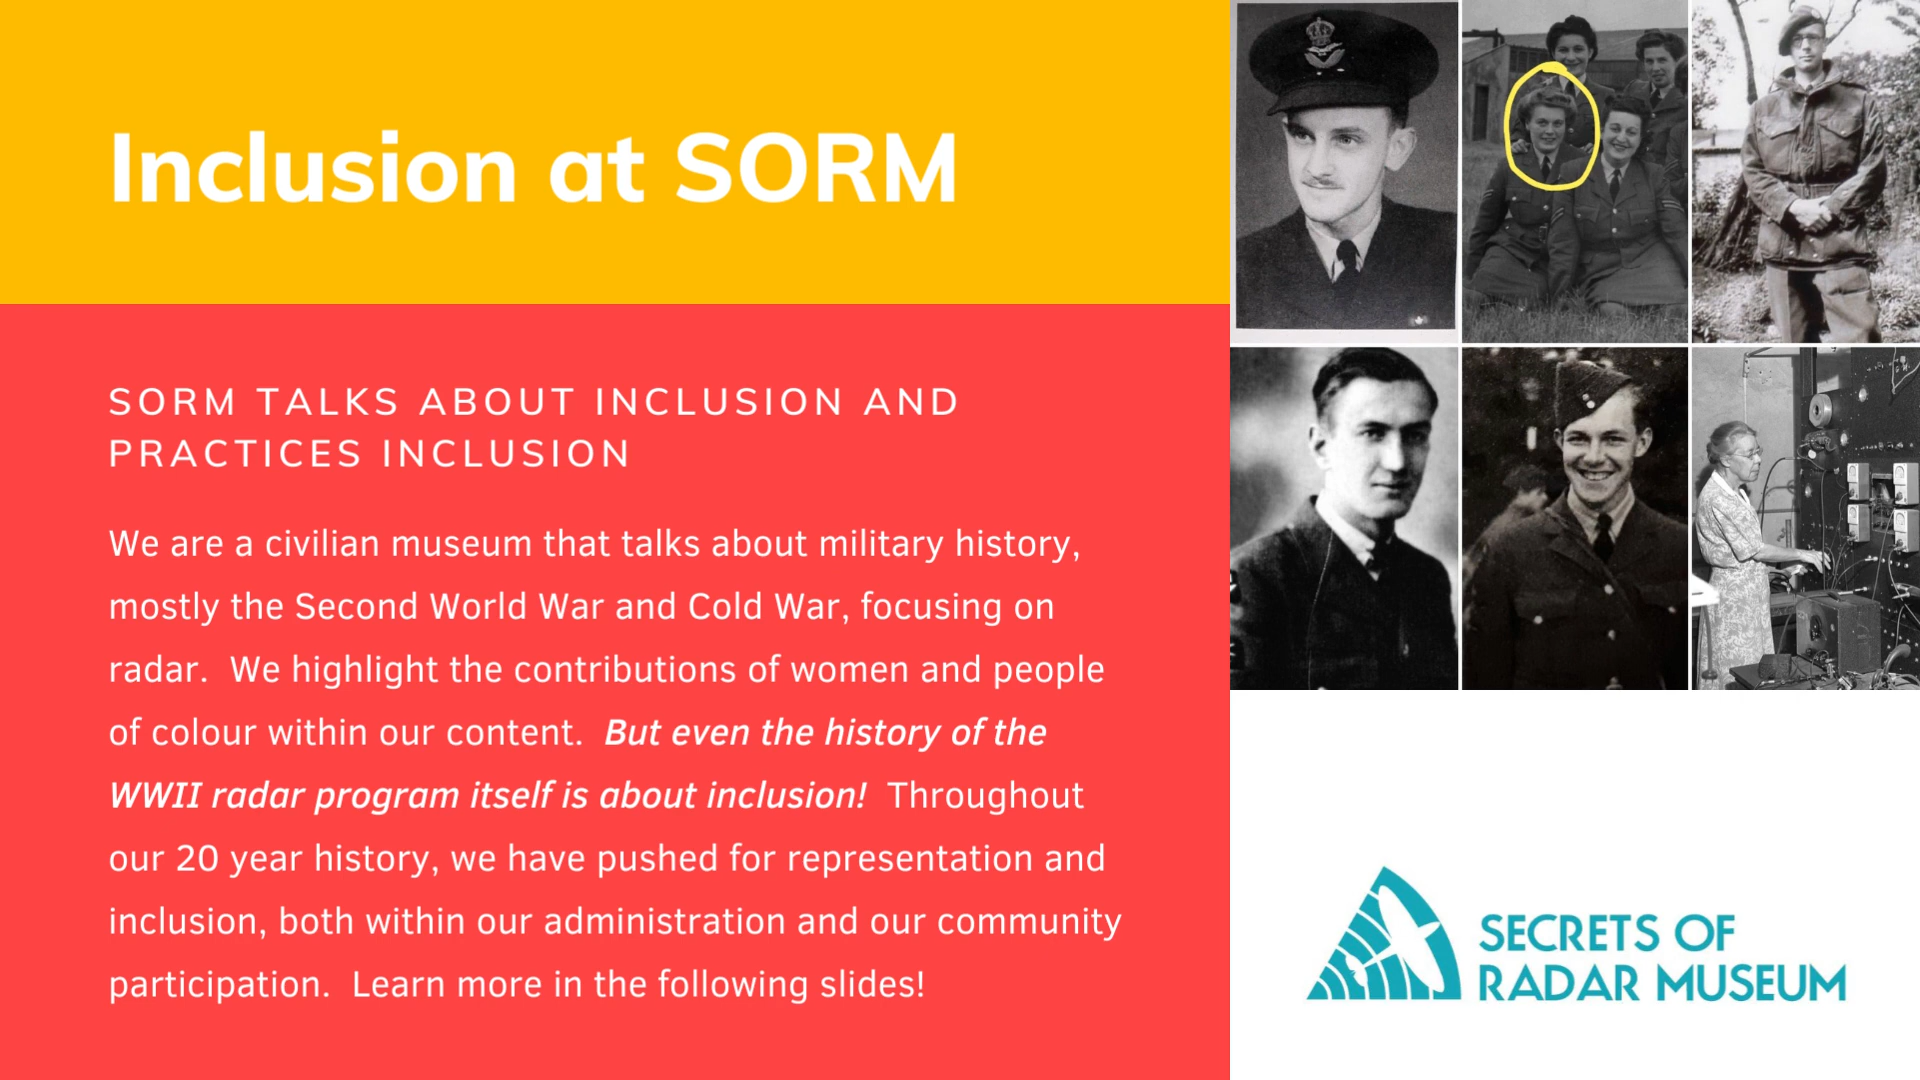 Inclusion at SORM
SORM TALKS ABOUT INCLUSION AND
PRACTICES INCLUSION
We are a civilian museum that talks about military history,
mostly the Second World War and Cold War, focusing on
radar.  We highlight the contributions of women and people
of colour within our content.  But even the history of the
WWII radar program itself is about inclusion!  Throughout
our 20 year history, we have pushed for representation and
inclusion, both within our administration and our community
participation.  Learn more in the following slides!
SECRETS OF
RADAR MUSEUM